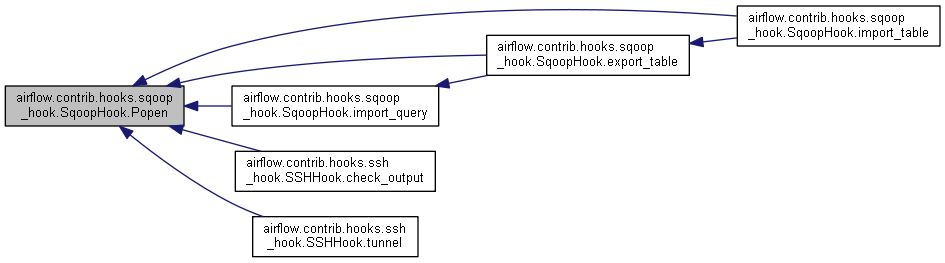 airflow.contrib.hooks.sqoop
_hook.SqoopHook.import_table
airflow.contrib.hooks.sqoop
_hook.SqoopHook.export_table
airflow.contrib.hooks.sqoop
_hook.SqoopHook.Popen
airflow.contrib.hooks.sqoop
_hook.SqoopHook.import_query
airflow.contrib.hooks.ssh
_hook.SSHHook.check_output
airflow.contrib.hooks.ssh
_hook.SSHHook.tunnel